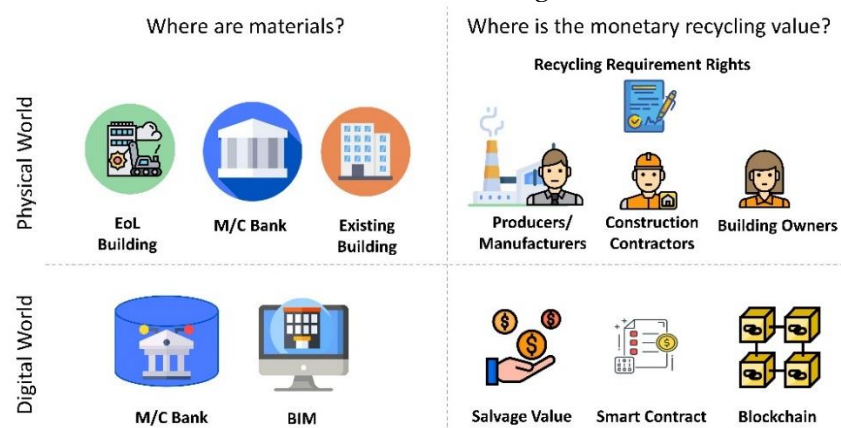 Where are materials?
Where is the monetary recycling value?
Physical World
EoL
Building
M/C Bank
Existing
Building
Recycling Requirement Rights
Producers/
Manufacturers
Construction
Contractors
Building Owners
Digital World
M/C Bank
BIM
Salvage Value
Smart Contract
Blockchain